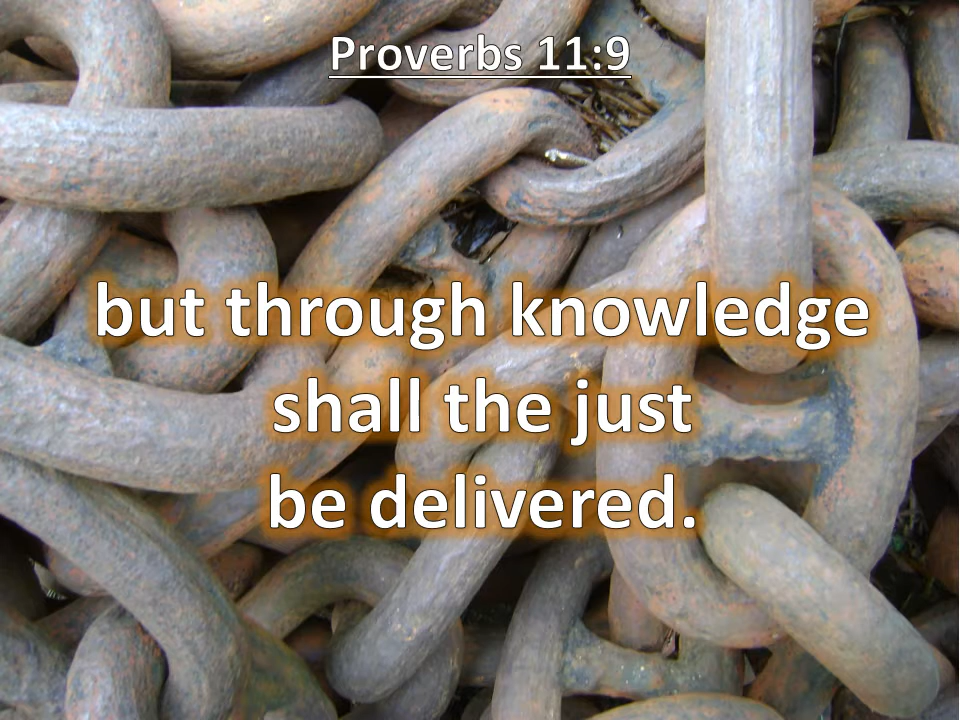 Proverbs 11:9
but through knowledge
shall the just
be delivered.